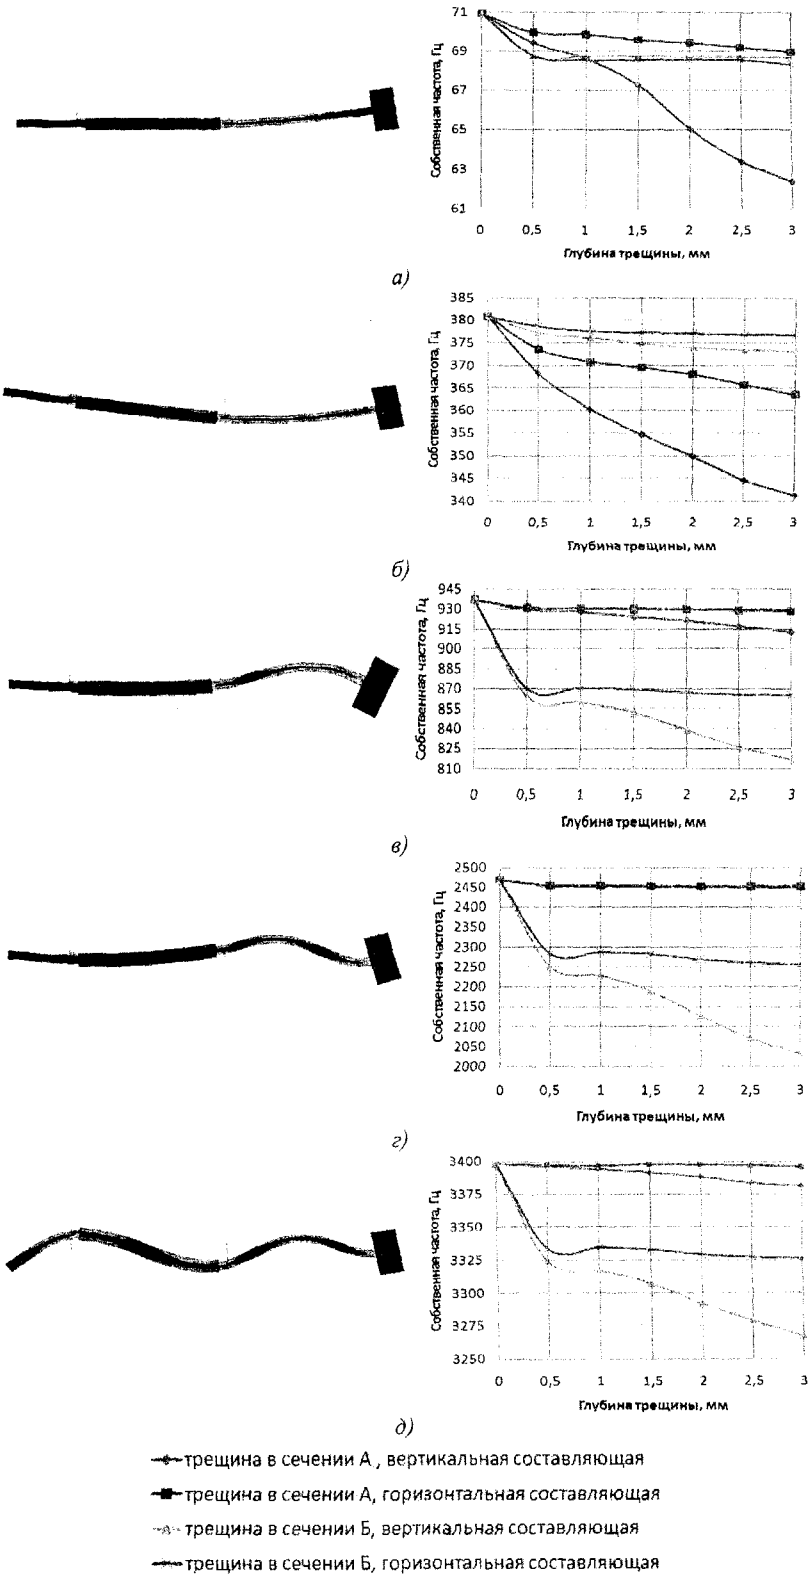 71
69
67
65
63
61
Собственная частота, Гц
0 0,5 1 1,5 2 2,5 3
Глубина трещины, мм
а)
385
380
375
370
365
360
355
350
345
340
Собственная частота, Гц
0 0,5 1 1,5 2 2,5 3
Глубина трещины, мм
б)
945
930
915
900
885
870
855
840
825
810
Собственная частота, Гц
0 0,5 1 1,5 2 2,5 3
Глубина трещины, мм
в)
2500
2450
2400
2350
2300
2250
2200
2150
2100
2050
2000
Собственная частота, Гц
0 0,5 1 1,5 2 2,5 3
Глубина трещины, мм
г)
3400
3375
3350
3325
3300
3275
3250
Собственная частота, Гц
0 0,5 1 1,5 2 2,5 3
Глубина трещины, мм
д)
трещина в сечении А , вертикальная составляющая
трещина в сечении А, горизонтальная составляющая
трещина в сечении Б, вертикальная составляющая
трещина в сечении Б, горизонтальная составляющая